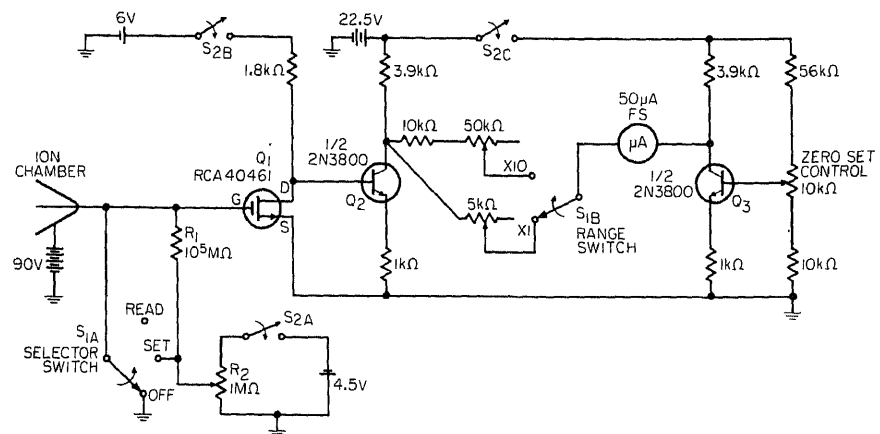 6V
S2B
22.5V
S2C
1.8kΩ
3.9kΩ
3.9kΩ
56kΩ
50µA
FS
µA
10kΩ
50kΩ
X10
ION
CHAMBER
Q1
RCA 40461
G
D
S
1/2
2N3800
Q2
5kΩ
X1
S1B
RANGE
SWITCH
1/2
2N3800
Q3
ZERO SET
CONTROL
10kΩ
R1
10⁵MΩ
90V
1kΩ
1kΩ
10kΩ
READ
S1A
SELECTOR
SWITCH
SET
OFF
S2A
R2
1MΩ
4.5V